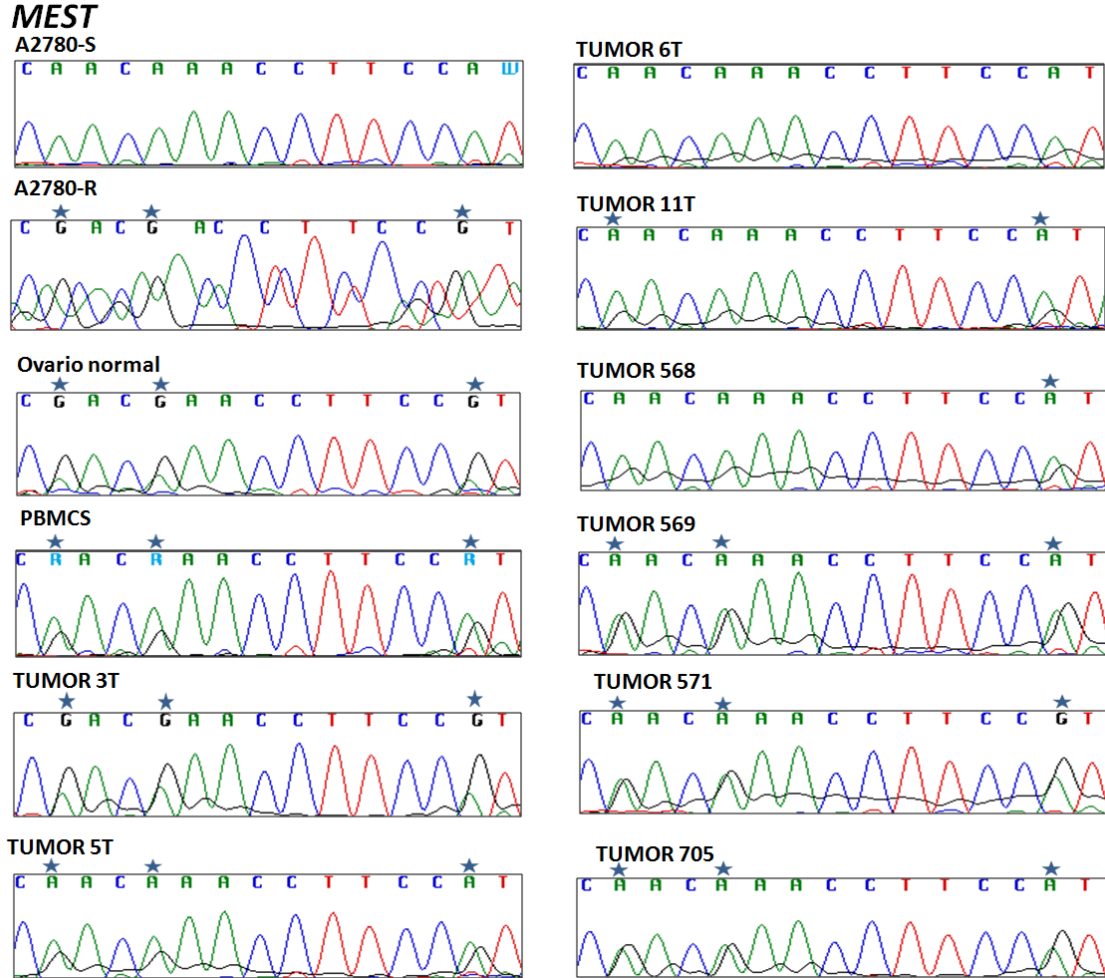 MEST
A2780-S
C A A C A A A C C T T C C A W
A2780-R
C G A C G A C C T T C C G T
Ovario normal
C G A C G A A C C T T C C G T
PBMCS
C R A C R A A C C T T C C R T
TUMOR 3T
C G A C G A A C C T T C C G T
TUMOR 5T
C A A C A A A C C T T C C A T
TUMOR 6T
C A A C A A A C C T T C C A T
TUMOR 11T
C A A C A A A C C T T C C A T
TUMOR 568
C A A C A A A C C T T C C A T
TUMOR 569
C A A C A A A C C T T C C A T
TUMOR 571
C A A C A A A C C T T C C G T
TUMOR 705
C A A C A A A C C T T C C A T